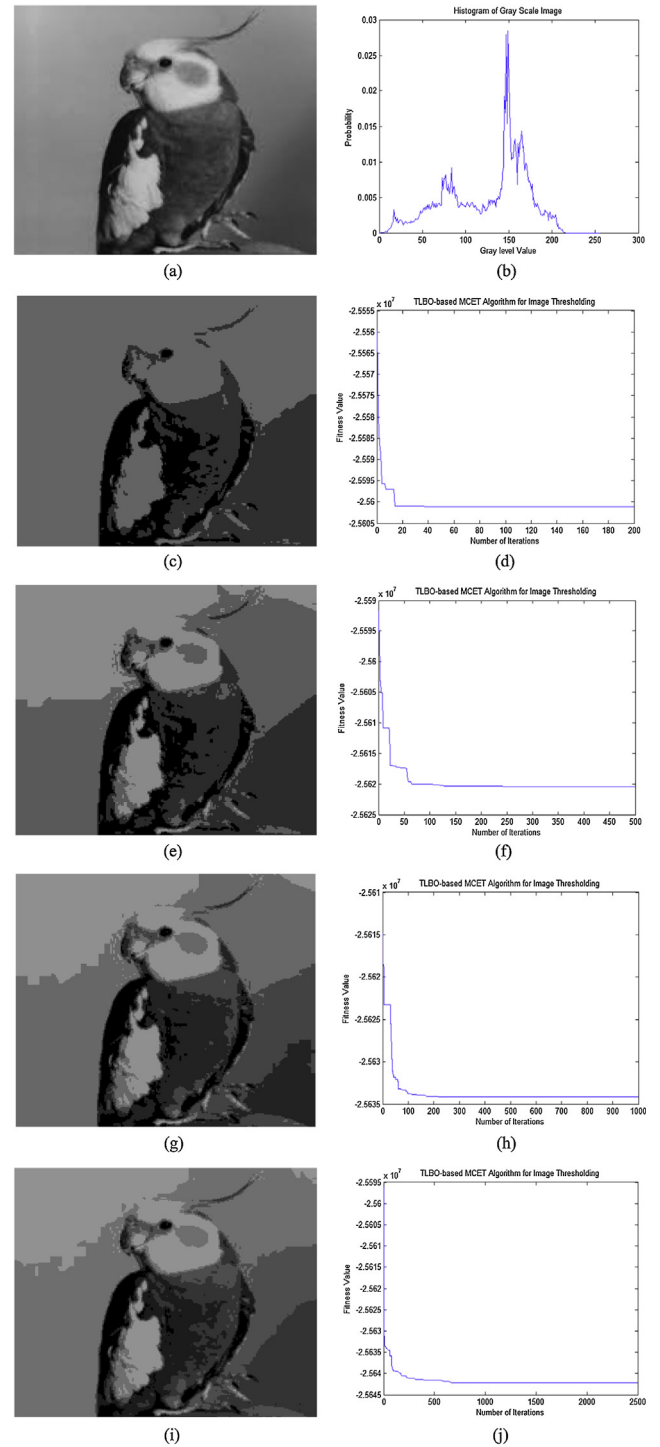 Histogram of Gray Scale Image
0.03
0.025
0.02
0.015
0.01
0.005
0
Probability
0 50 100 150 200 250 300
Gray level Value
(a) (b)
TLBO-based MCET Algorithm for Image Thresholding
x 10^7
-2.5555
-2.556
-2.5565
-2.557
-2.5575
-2.558
-2.5585
-2.559
-2.5595
-2.56
-2.5605
Fitness Value
0 20 40 60 80 100 120 140 160 180 200
Number of Iterations
(c) (d)
TLBO-based MCET Algorithm for Image Thresholding
x 10^7
-2.559
-2.5595
-2.56
-2.5605
-2.561
-2.5615
-2.562
-2.5625
Fitness Value
0 50 100 150 200 250 300 350 400 450 500
Number of Iterations
(e) (f)
TLBO-based MCET Algorithm for Image Thresholding
x 10^7
-2.561
-2.5615
-2.562
-2.5625
-2.563
-2.5635
Fitness Value
0 100 200 300 400 500 600 700 800 900 1000
Number of Iterations
(g) (h)
TLBO-based MCET Algorithm for Image Thresholding
x 10^7
-2.5595
-2.56
-2.5605
-2.561
-2.5615
-2.562
-2.5625
-2.563
-2.5635
-2.564
-2.5645
Fitness Value
0 500 1000 1500 2000 2500
Number of Iterations
(i) (j)